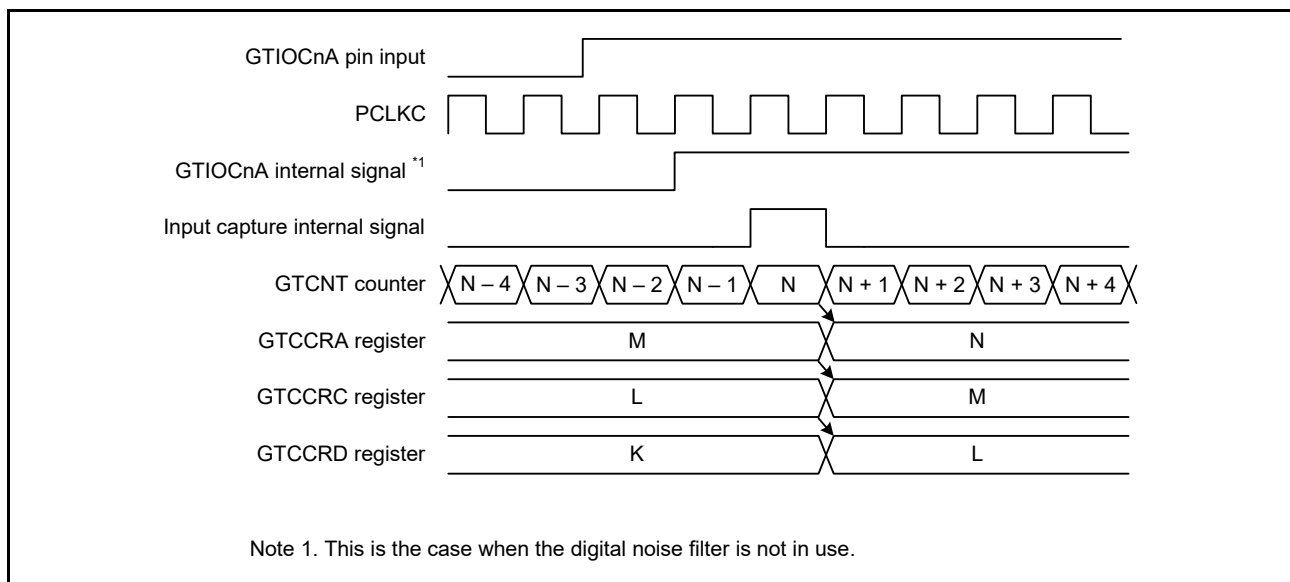 GTIOCnA pin input
PCLKC
GTIOCnA internal signal *1
Input capture internal signal
GTCNT counter N – 4 N – 3 N – 2 N – 1 N N + 1 N + 2 N + 3 N + 4
GTCCRA register M N
GTCCRC register L M
GTCCRD register K L
Note 1. This is the case when the digital noise filter is not in use.